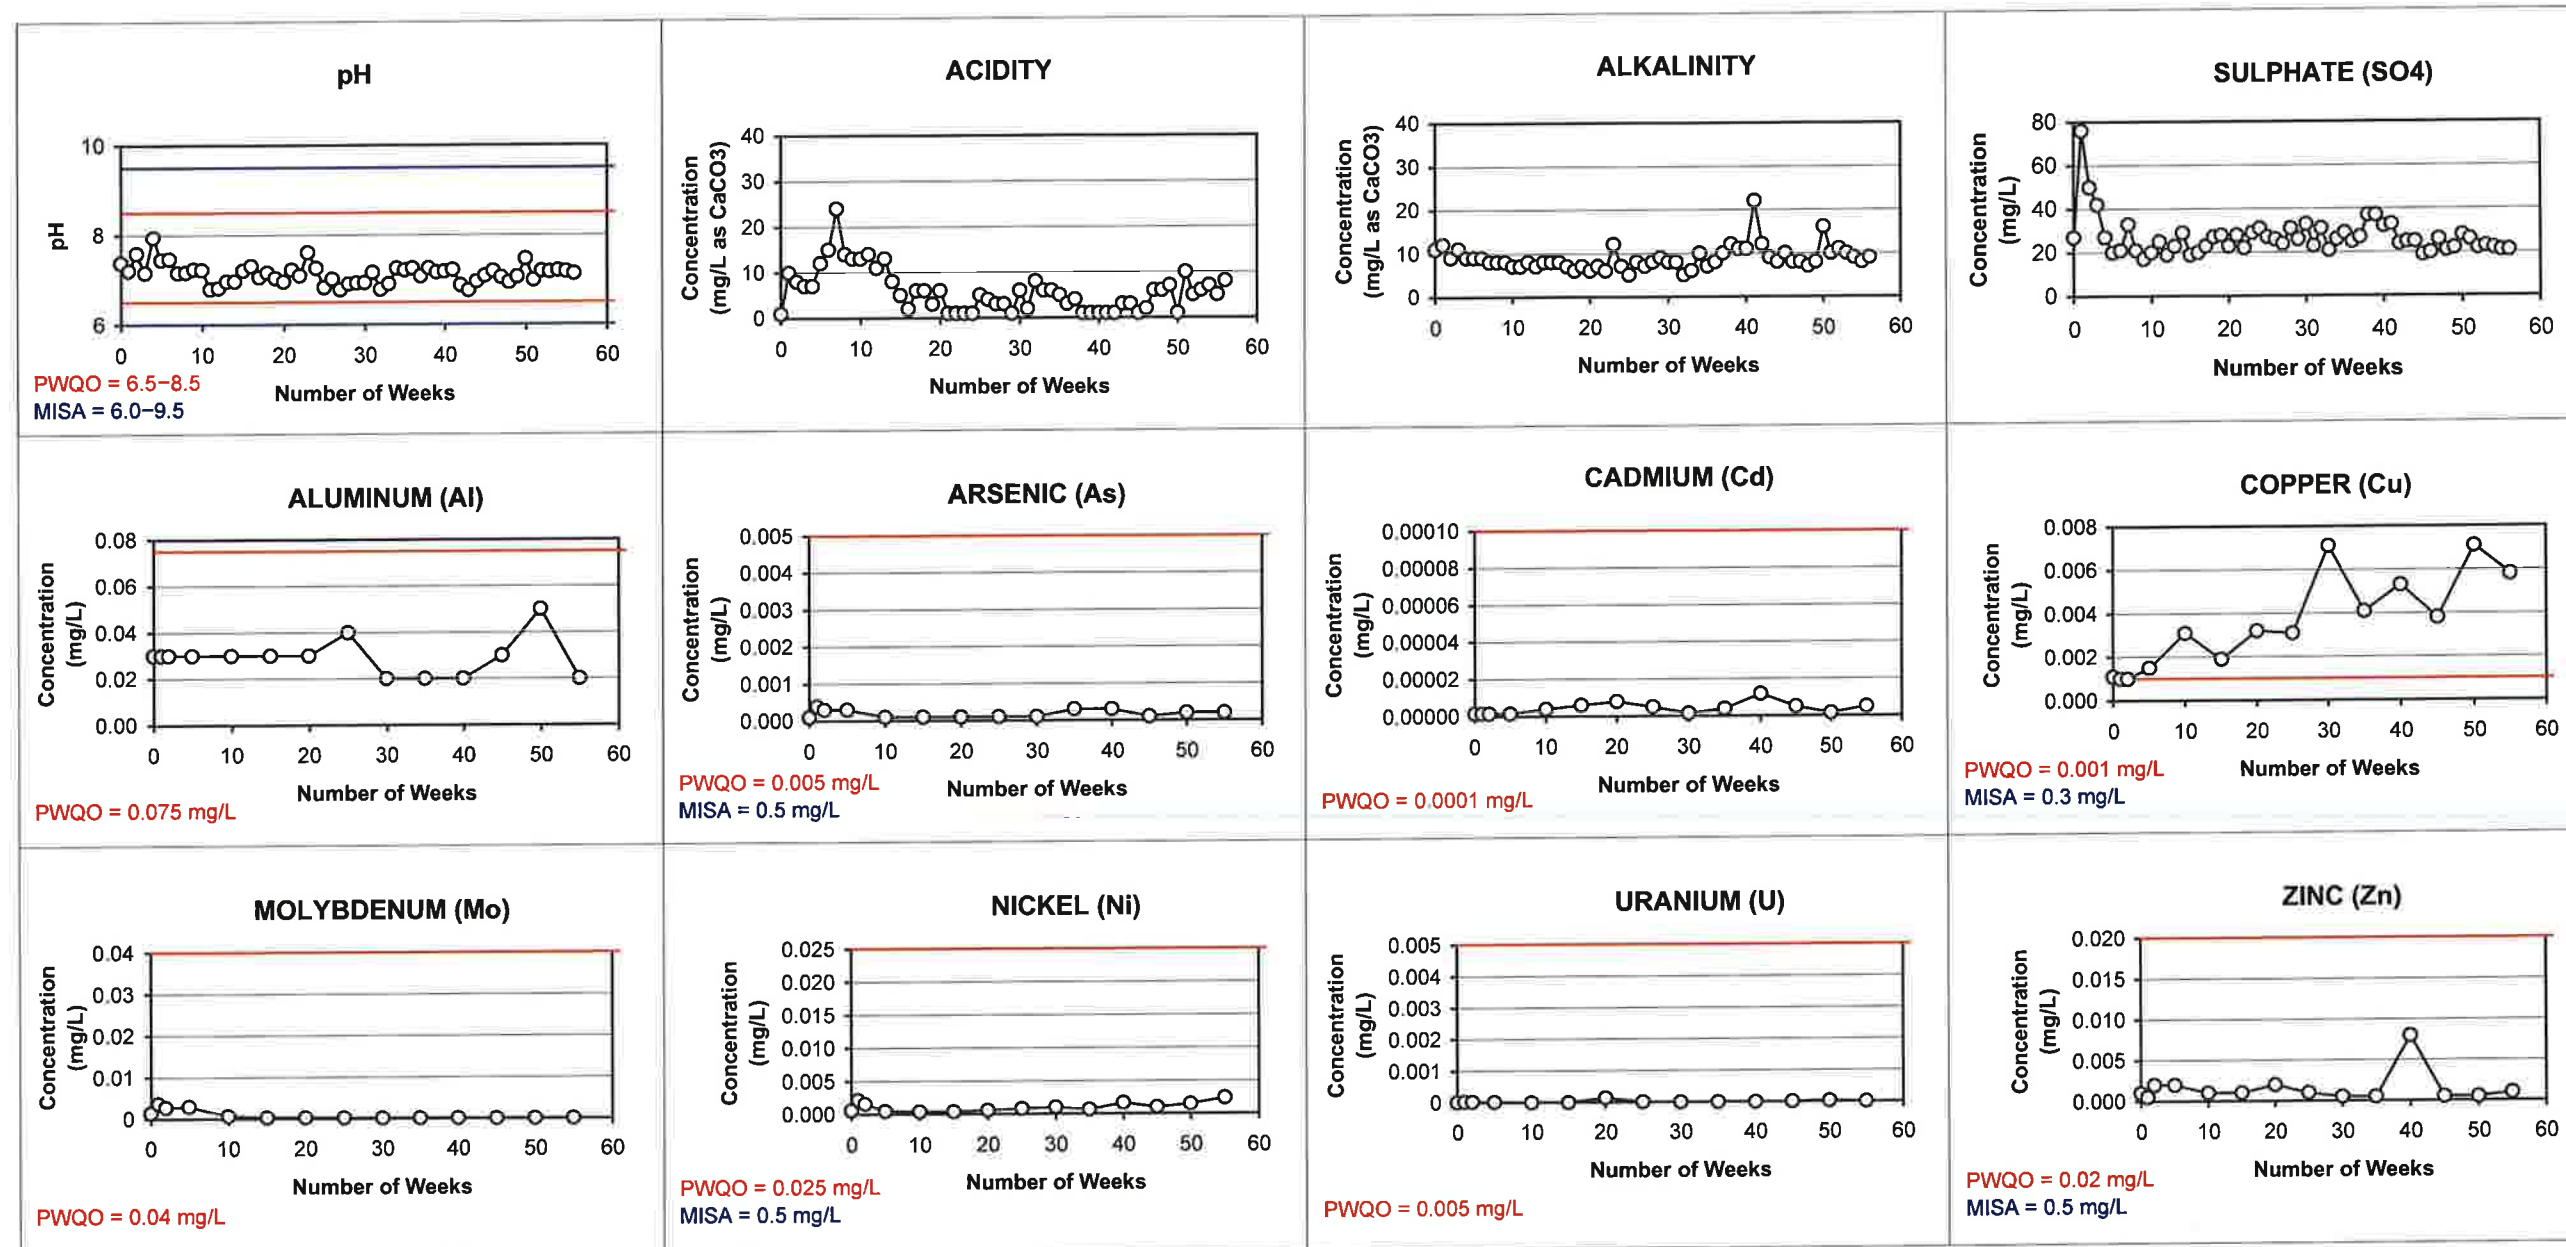 pH
10
8
6
pH
0 10 20 30 40 50 60
Number of Weeks
PWQO = 6.5–8.5
MISA = 6.0–9.5
ACIDITY
Concentration
(mg/L as CaCO3)
40
30
20
10
0
0 10 20 30 40 50 60
Number of Weeks
ALKALINITY
Concentration
(mg/L as CaCO3)
40
30
20
10
0
0 10 20 30 40 50 60
Number of Weeks
SULPHATE (SO4)
Concentration
(mg/L)
80
60
40
20
0
0 10 20 30 40 50 60
Number of Weeks
ALUMINUM (Al)
Concentration
(mg/L)
0.08
0.06
0.04
0.02
0.00
0 10 20 30 40 50 60
Number of Weeks
PWQO = 0.075 mg/L
ARSENIC (As)
Concentration
(mg/L)
0.005
0.004
0.003
0.002
0.001
0.000
0 10 20 30 40 50 60
Number of Weeks
PWQO = 0.005 mg/L
MISA = 0.5 mg/L
CADMIUM (Cd)
Concentration
(mg/L)
0.00010
0.00008
0.00006
0.00004
0.00002
0.00000
0 10 20 30 40 50 60
Number of Weeks
PWQO = 0.0001 mg/L
COPPER (Cu)
Concentration
(mg/L)
0.008
0.006
0.004
0.002
0.000
0 10 20 30 40 50 60
Number of Weeks
PWQO = 0.001 mg/L
MISA = 0.3 mg/L
MOLYBDENUM (Mo)
Concentration
(mg/L)
0.04
0.03
0.02
0.01
0
0 10 20 30 40 50 60
Number of Weeks
PWQO = 0.04 mg/L
NICKEL (Ni)
Concentration
(mg/L)
0.025
0.020
0.015
0.010
0.005
0.000
0 10 20 30 40 50 60
Number of Weeks
PWQO = 0.025 mg/L
MISA = 0.5 mg/L
URANIUM (U)
Concentration
(mg/L)
0.005
0.004
0.003
0.002
0.001
0
0 10 20 30 40 50 60
Number of Weeks
PWQO = 0.005 mg/L
ZINC (Zn)
Concentration
(mg/L)
0.020
0.015
0.010
0.005
0.000
0 10 20 30 40 50 60
Number of Weeks
PWQO = 0.02 mg/L
MISA = 0.5 mg/L